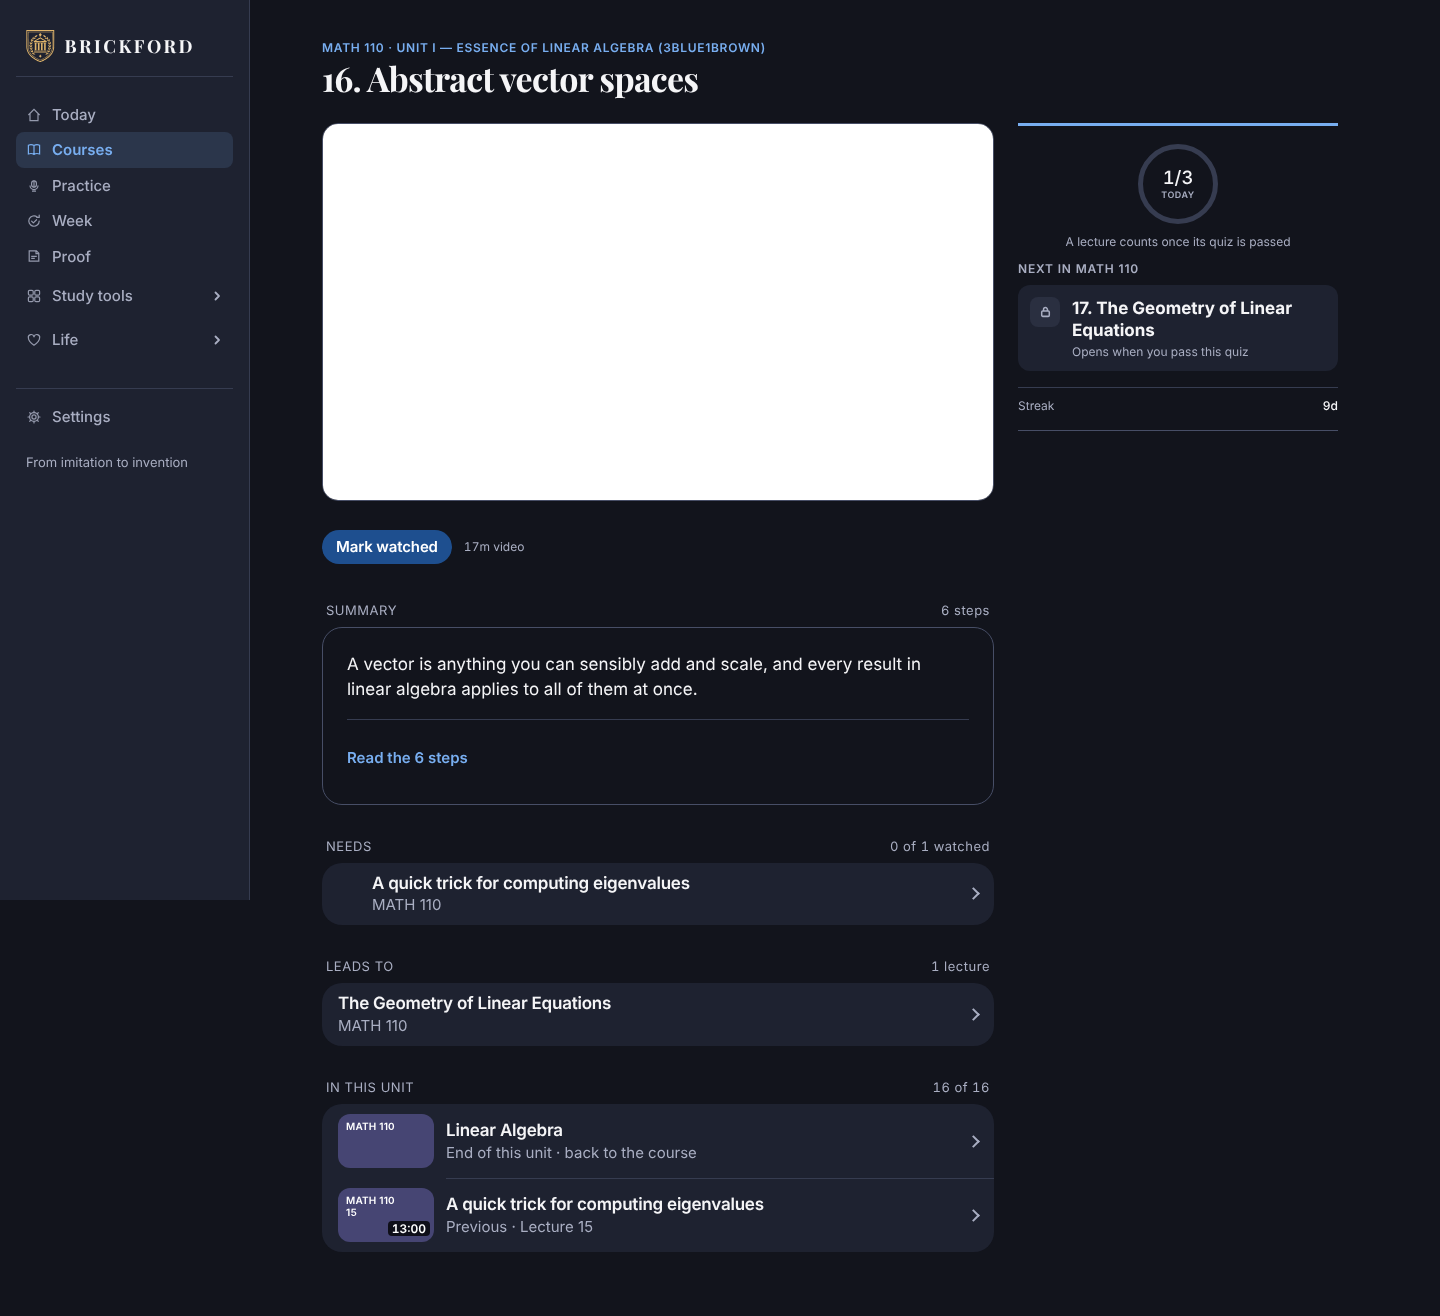 BRICKFORD
Today
Courses
Practice
Week
Proof
Study tools
Life
Settings
From imitation to invention
MATH 110 · UNIT I — ESSENCE OF LINEAR ALGEBRA (3BLUE1BROWN)
16. Abstract vector spaces
Mark watched
17m video
SUMMARY
6 steps
A vector is anything you can sensibly add and scale, and every result in
linear algebra applies to all of them at once.
Read the 6 steps
NEEDS
0 of 1 watched
A quick trick for computing eigenvalues
MATH 110
LEADS TO
1 lecture
The Geometry of Linear Equations
MATH 110
IN THIS UNIT
16 of 16
MATH 110
Linear Algebra
End of this unit · back to the course
MATH 110
15
13:00
A quick trick for computing eigenvalues
Previous · Lecture 15
1/3
TODAY
A lecture counts once its quiz is passed
NEXT IN MATH 110
17. The Geometry of Linear
Equations
Opens when you pass this quiz
Streak
9d